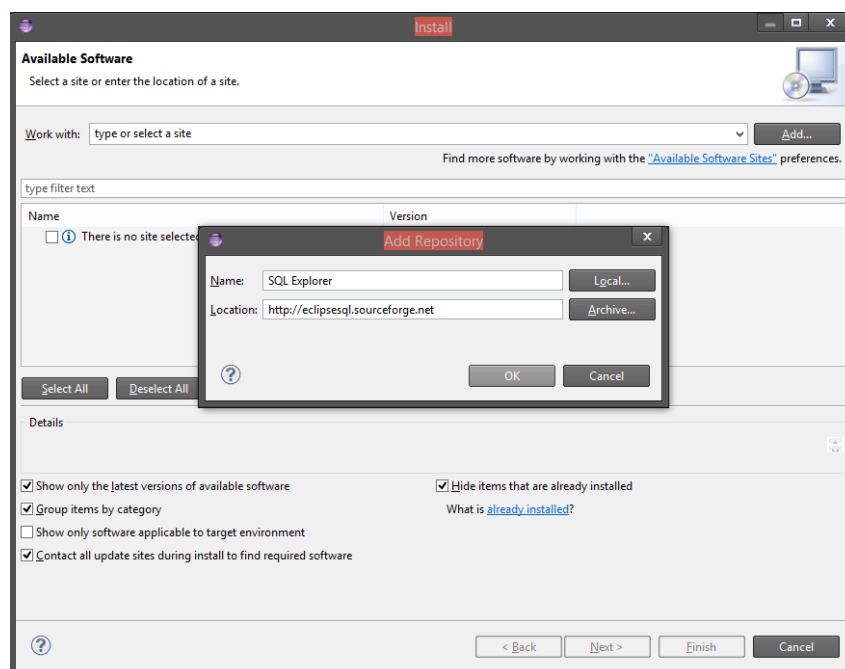 Install
Available Software
Select a site or enter the location of a site.
Work with: type or select a site Add...
Find more software by working with the "Available Software Sites" preferences.
type filter text
Name Version
There is no site selected
Add Repository
Name: SQL Explorer Local...
Location: http://eclipsesql.sourceforge.net Archive...
OK Cancel
Select All Deselect All
Details
Show only the latest versions of available software Hide items that are already installed
Group items by category What is already installed?
Show only software applicable to target environment
Contact all update sites during install to find required software
< Back Next > Finish Cancel